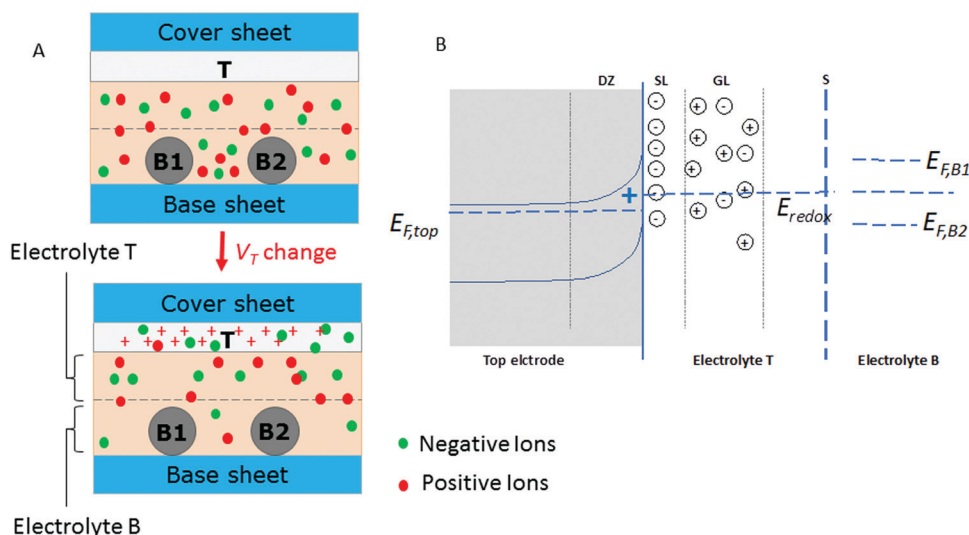 A
Cover sheet
T
B1
B2
Base sheet
Electrolyte T
V_T change
Cover sheet
T
B1
B2
Base sheet
Electrolyte B
Negative Ions
Positive Ions
B
DZ
SL
GL
S
E_F,top
E_redox
E_F,B1
E_F,B2
Top elctrode
Electrolyte T
Electrolyte B